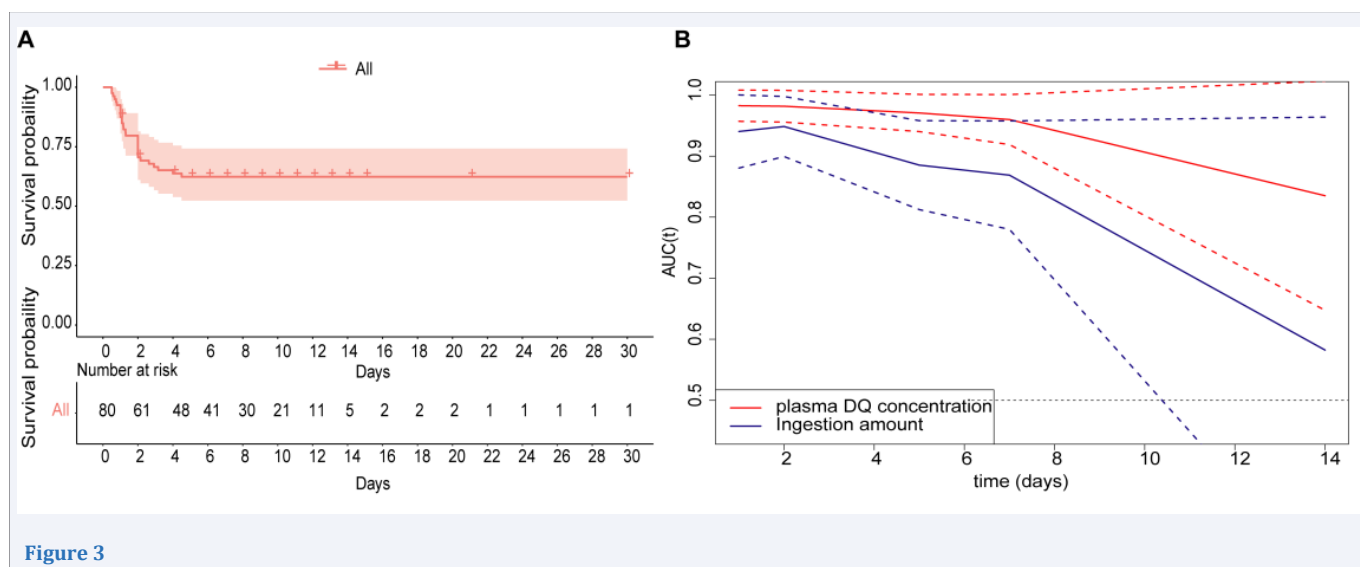 A
All
Survival probaility
1.00
0.75
0.50
0.25
0.00
0 2 4 6 8 10 12 14 16 18 20 22 24 26 28 30
Days
Survival probaility
Number at risk
All 80 61 48 41 30 21 11 5 2 2 2 1 1 1 1 1
0 2 4 6 8 10 12 14 16 18 20 22 24 26 28 30
Days
B
AUC(t)
1.0
0.9
0.8
0.7
0.6
0.5
plasma DQ concentration
Ingestion amount
2 4 6 8 10 12 14
time (days)
Figure 3